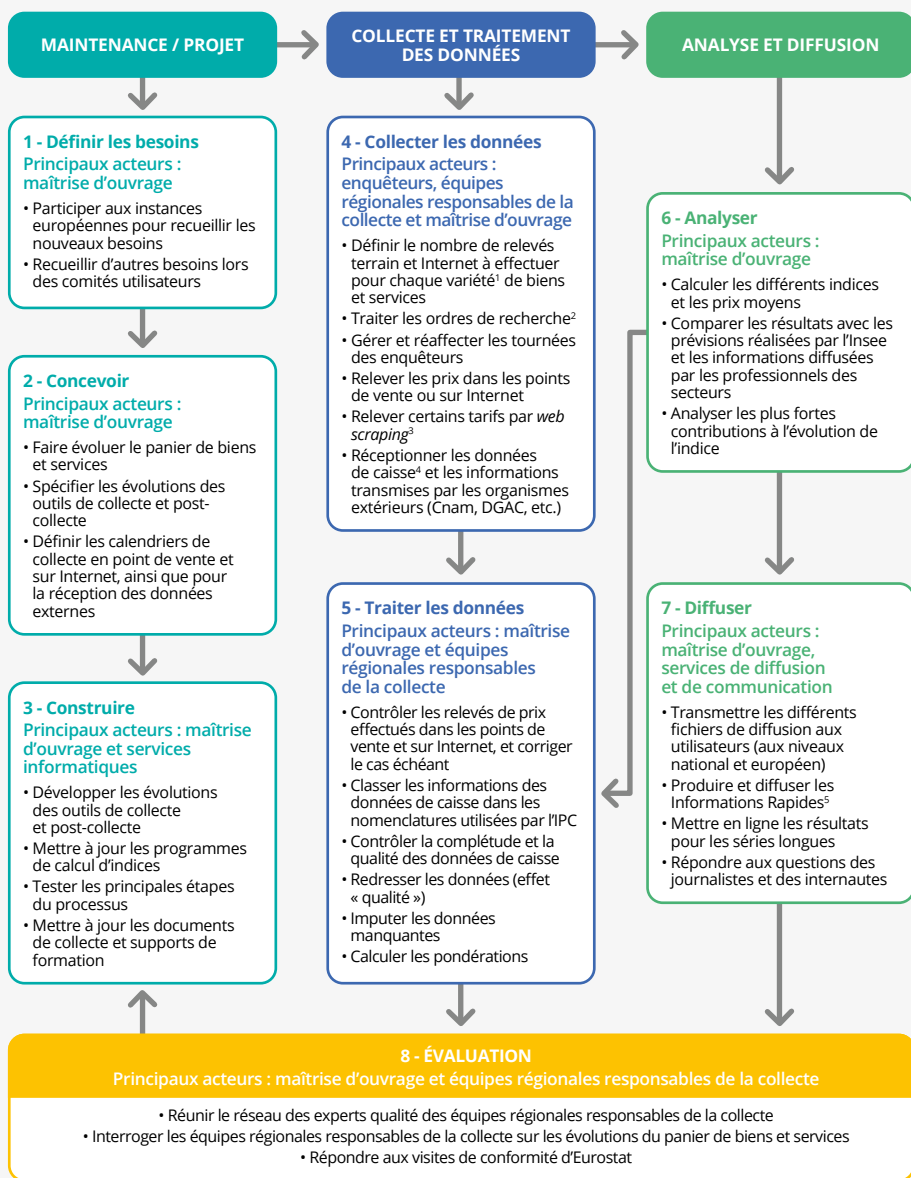 MAINTENANCE / PROJET
COLLECTE ET TRAITEMENT
DES DONNÉES
ANALYSE ET DIFFUSION
1 - Définir les besoins
Principaux acteurs :
maîtrise d’ouvrage
• Participer aux instances
européennes pour recueillir les
nouveaux besoins
• Recueillir d’autres besoins lors
des comités utilisateurs
2 - Concevoir
Principaux acteurs :
maîtrise d’ouvrage
• Faire évoluer le panier de biens
et services
• Spécifier les évolutions des
outils de collecte et post-
collecte
• Définir les calendriers de
collecte en point de vente et
sur Internet, ainsi que pour
la réception des données
externes
3 - Construire
Principaux acteurs : maîtrise
d’ouvrage et services
informatiques
• Développer les évolutions
des outils de collecte
et post-collecte
• Mettre à jour les programmes
de calcul d’indices
• Tester les principales étapes
du processus
• Mettre à jour les documents
de collecte et supports de
formation
4 - Collecter les données
Principaux acteurs :
enquêteurs, équipes
régionales responsables de la
collecte et maîtrise d’ouvrage
• Définir le nombre de relevés
terrain et Internet à effectuer
pour chaque variété¹ de biens
et services
• Traiter les ordres de recherche²
• Gérer et réaffecter les tournées
des enquêteurs
• Relever les prix dans les points
de vente ou sur Internet
• Relever certains tarifs par web
scraping³
• Réceptionner les données
de caisse⁴ et les informations
transmises par les organismes
extérieurs (Cnam, DGAC, etc.)
5 - Traiter les données
Principaux acteurs : maîtrise
d’ouvrage et équipes
régionales responsables
de la collecte
• Contrôler les relevés de prix
effectués dans les points de
vente et sur Internet, et corriger
le cas échéant
• Classer les informations des
données de caisse dans les
nomenclatures utilisées par l’IPC
• Contrôler la complétude et la
qualité des données de caisse
• Redresser les données (effet
« qualité »)
• Imputer les données
manquantes
• Calculer les pondérations
6 - Analyser
Principaux acteurs :
maîtrise d’ouvrage
• Calculer les différents indices
et les prix moyens
• Comparer les résultats avec les
prévisions réalisées par l’Insee
et les informations diffusées
par les professionnels des
secteurs
• Analyser les plus fortes
contributions à l’évolution de
l’indice
7 - Diffuser
Principaux acteurs :
maîtrise d’ouvrage,
services de diffusion
et de communication
• Transmettre les différents
fichiers de diffusion aux
utilisateurs (aux niveaux
national et européen)
• Produire et diffuser les
Informations Rapides⁵
• Mettre en ligne les résultats
pour les séries longues
• Répondre aux questions des
journalistes et des internautes
8 - ÉVALUATION
Principaux acteurs : maîtrise d’ouvrage et équipes régionales responsables de la collecte
• Réunir le réseau des experts qualité des équipes régionales responsables de la collecte
• Interroger les équipes régionales responsables de la collecte sur les évolutions du panier de biens et services
• Répondre aux visites de conformité d’Eurostat